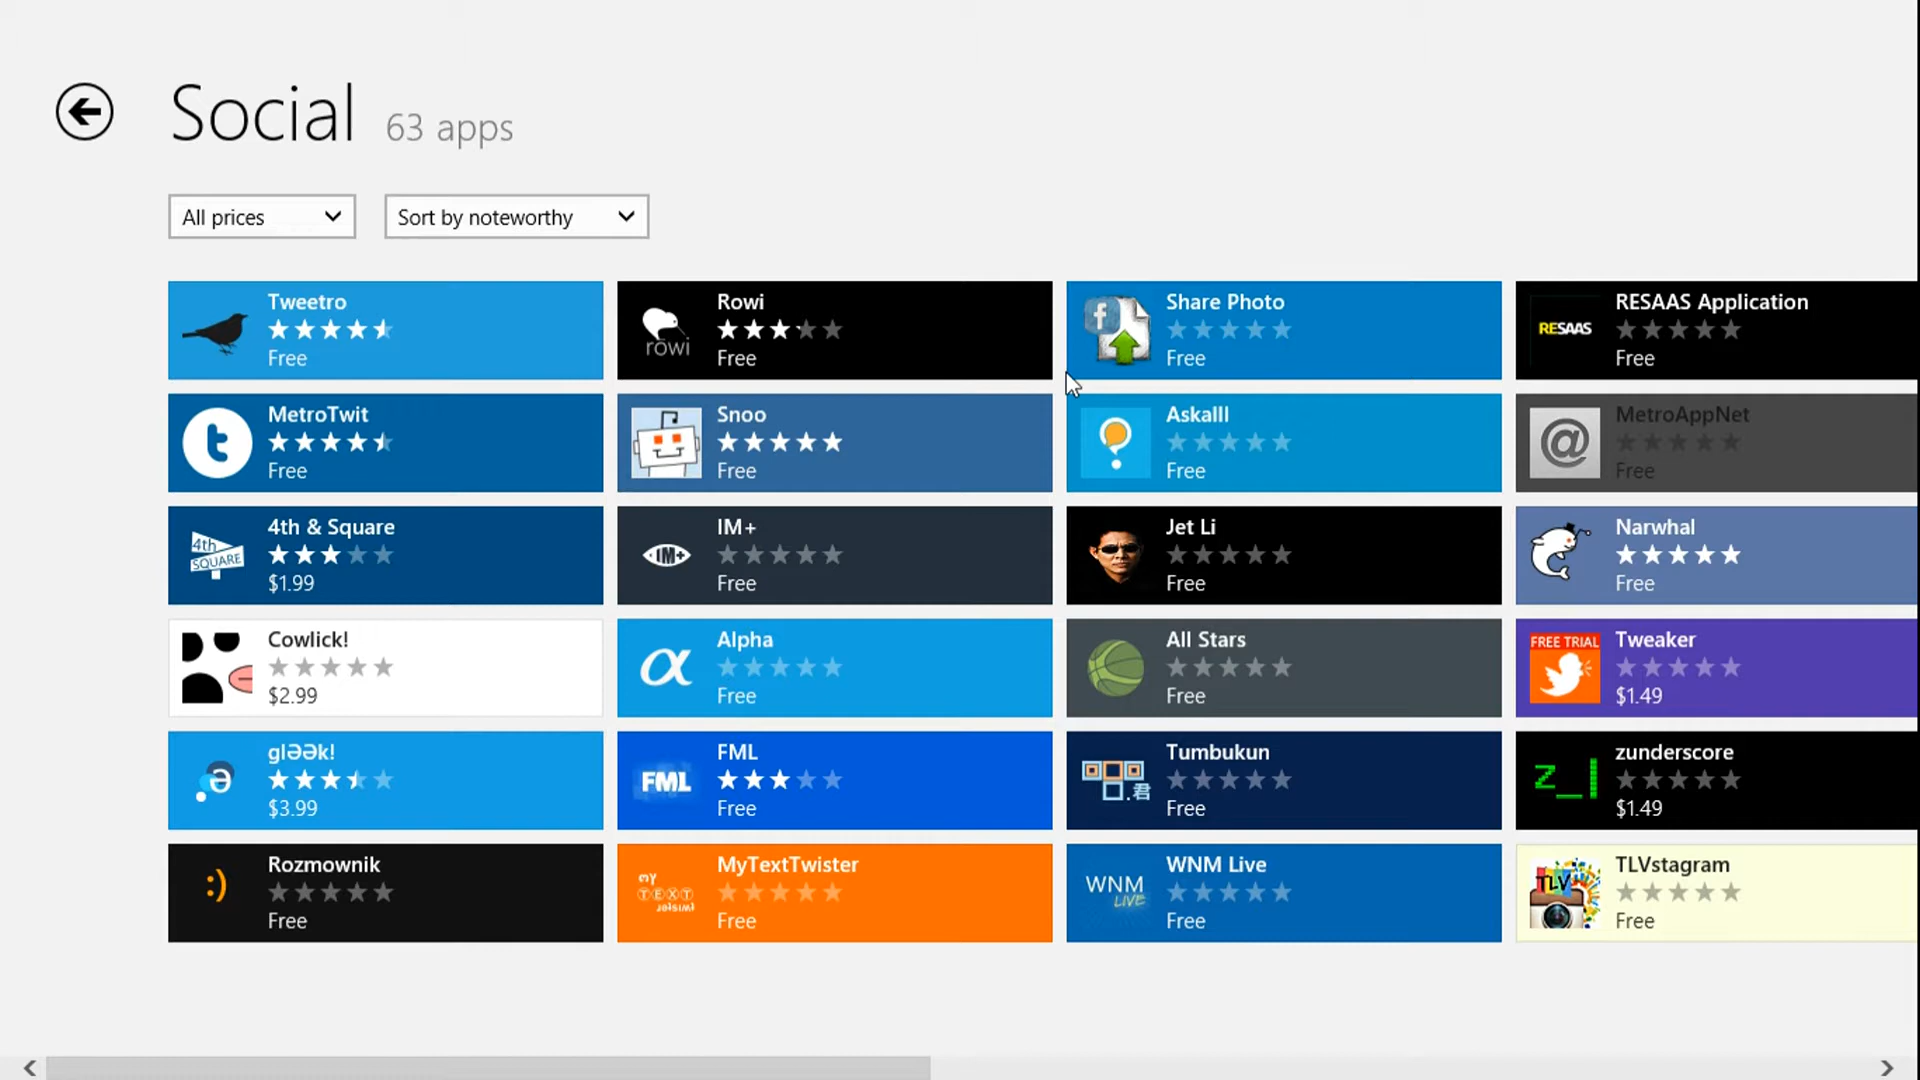 Social 63 apps
All prices
Sort by noteworthy
Tweetro
Free
MetroTwit
Free
4th
SQUARE
4th & Square
$1.99
Cowlick!
$2.99
ə
glƏƏk!
$3.99
:)
Rozmownik
Free
rowi
Rowi
Free
Snoo
Free
IM+
IM+
Free
α
Alpha
Free
FML
FML
Free
my
TEXT
MyTextTwister
Free
f
Share Photo
Free
Askalll
Free
Jet Li
Free
All Stars
Free
.君
Tumbukun
Free
WNM
LIVE
WNM Live
Free
RESAAS
RESAAS Application
Free
@
MetroAppNet
Free
Narwhal
Free
FREE TRIAL
Tweaker
$1.49
z_|
zunderscore
$1.49
TLV
TLVstagram
Free